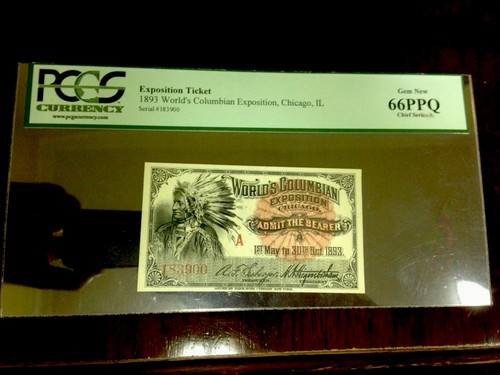 PCGS
CURRENCY
www.pcgscurrency.com
Exposition Ticket
1893 World's Columbian Exposition, Chicago, IL
Serial #183900
Gem New
66PPQ
Chief Series
WORLD'S COLUMBIAN
EXPOSITION
CHICAGO
ADMIT THE BEARER
A
A
1ST May to 30TH Oct. 1893.
183900